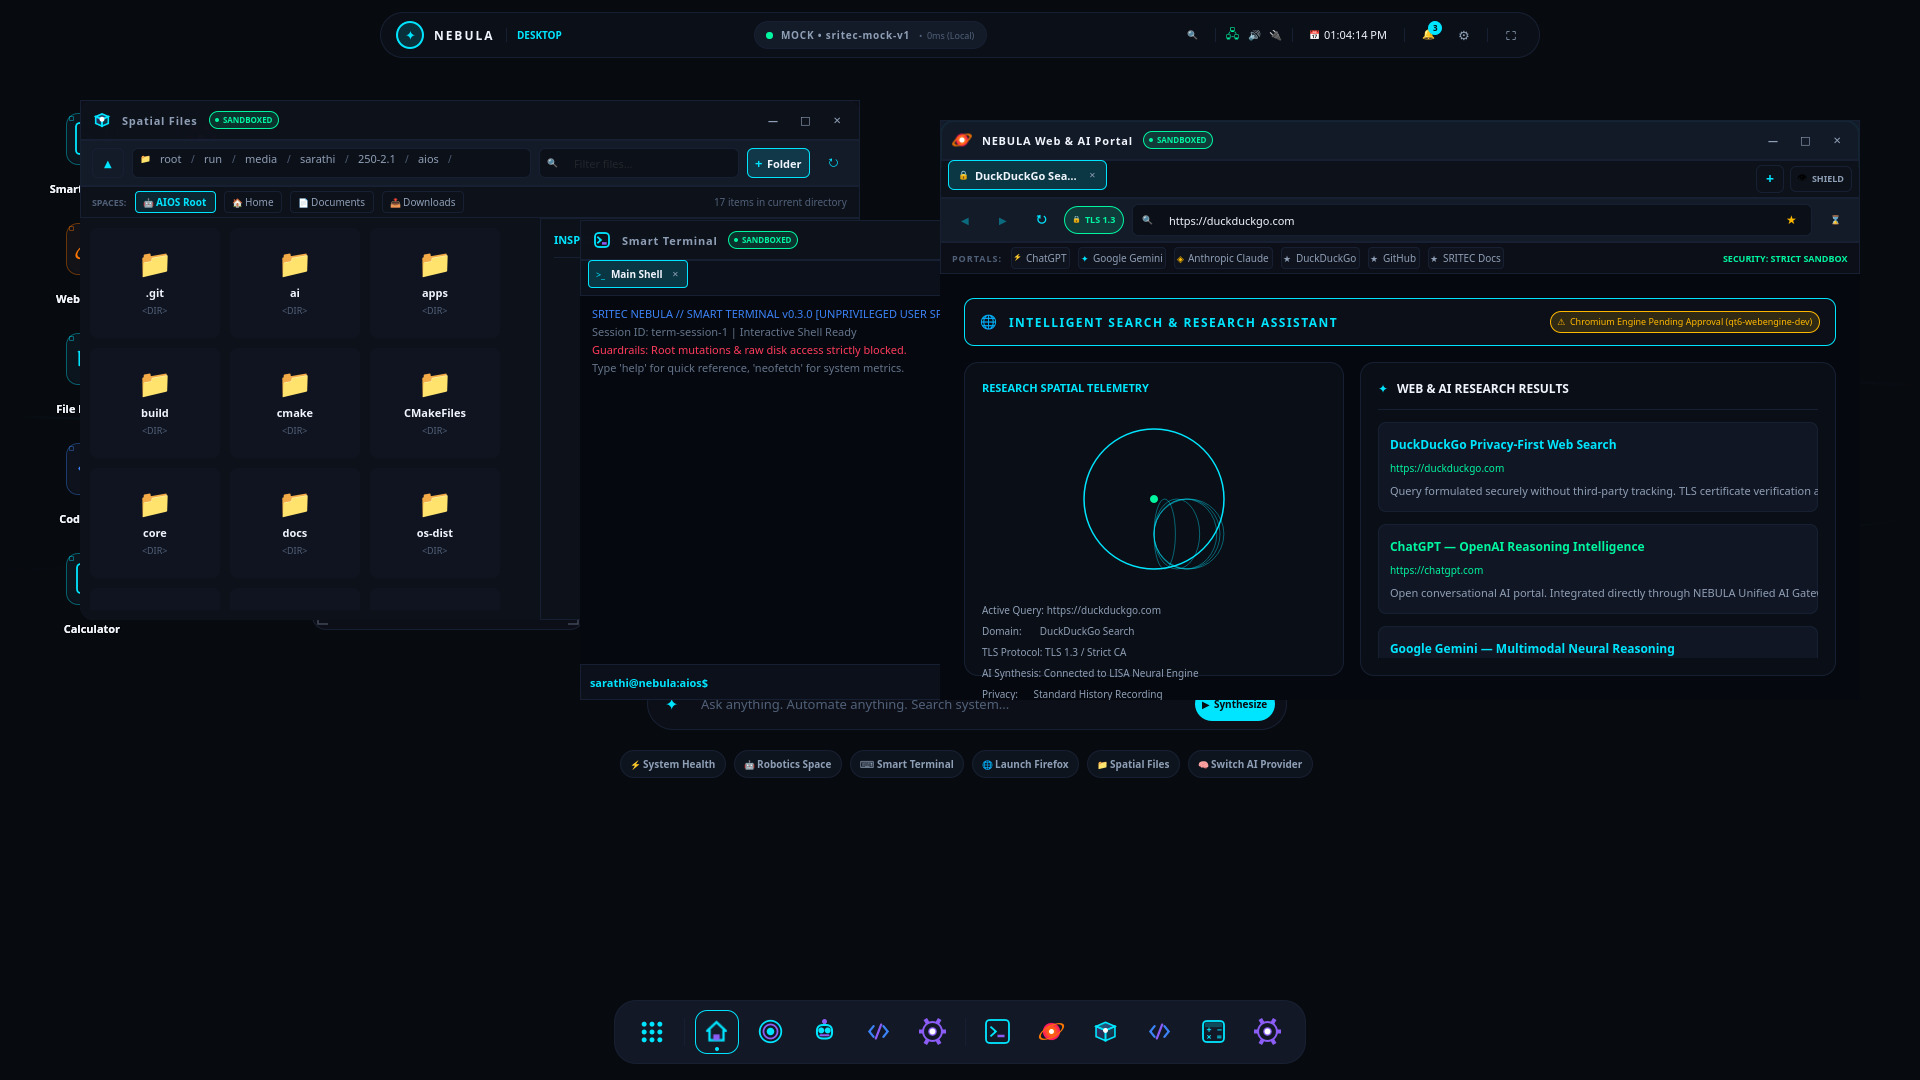 NEBULA
DESKTOP
MOCK • sritec-mock-v1 • 0ms (Local)
01:04:14 PM
3
Smart
Web
File
Cod
Calculator
Spatial Files
SANDBOXED
root / run / media / sarathi / 250-2.1 / aios /
Filter files...
+ Folder
SPACES:
AIOS Root
Home
Documents
Downloads
17 items in current directory
.git
<DIR>
ai
<DIR>
apps
<DIR>
build
<DIR>
cmake
<DIR>
CMakeFiles
<DIR>
core
<DIR>
docs
<DIR>
os-dist
<DIR>
INSP
Smart Terminal
SANDBOXED
>_ Main Shell ×
SRITEC NEBULA // SMART TERMINAL v0.3.0 [UNPRIVILEGED USER SP
Session ID: term-session-1 | Interactive Shell Ready
Guardrails: Root mutations & raw disk access strictly blocked.
Type 'help' for quick reference, 'neofetch' for system metrics.
sarathi@nebula:aios$
NEBULA Web & AI Portal
SANDBOXED
DuckDuckGo Sea... ×
+
SHIELD
TLS 1.3
https://duckduckgo.com
PORTALS:
ChatGPT
Google Gemini
Anthropic Claude
DuckDuckGo
GitHub
SRITEC Docs
SECURITY: STRICT SANDBOX
INTELLIGENT SEARCH & RESEARCH ASSISTANT
Chromium Engine Pending Approval (qt6-webengine-dev)
RESEARCH SPATIAL TELEMETRY
Active Query: https://duckduckgo.com
Domain: DuckDuckGo Search
TLS Protocol: TLS 1.3 / Strict CA
AI Synthesis: Connected to LISA Neural Engine
Privacy: Standard History Recording
WEB & AI RESEARCH RESULTS
DuckDuckGo Privacy-First Web Search
https://duckduckgo.com
Query formulated securely without third-party tracking. TLS certificate verification a
ChatGPT — OpenAI Reasoning Intelligence
https://chatgpt.com
Open conversational AI portal. Integrated directly through NEBULA Unified AI Gatew
Google Gemini — Multimodal Neural Reasoning
Ask anything. Automate anything. Search system...
Synthesize
System Health
Robotics Space
Smart Terminal
Launch Firefox
Spatial Files
Switch AI Provider